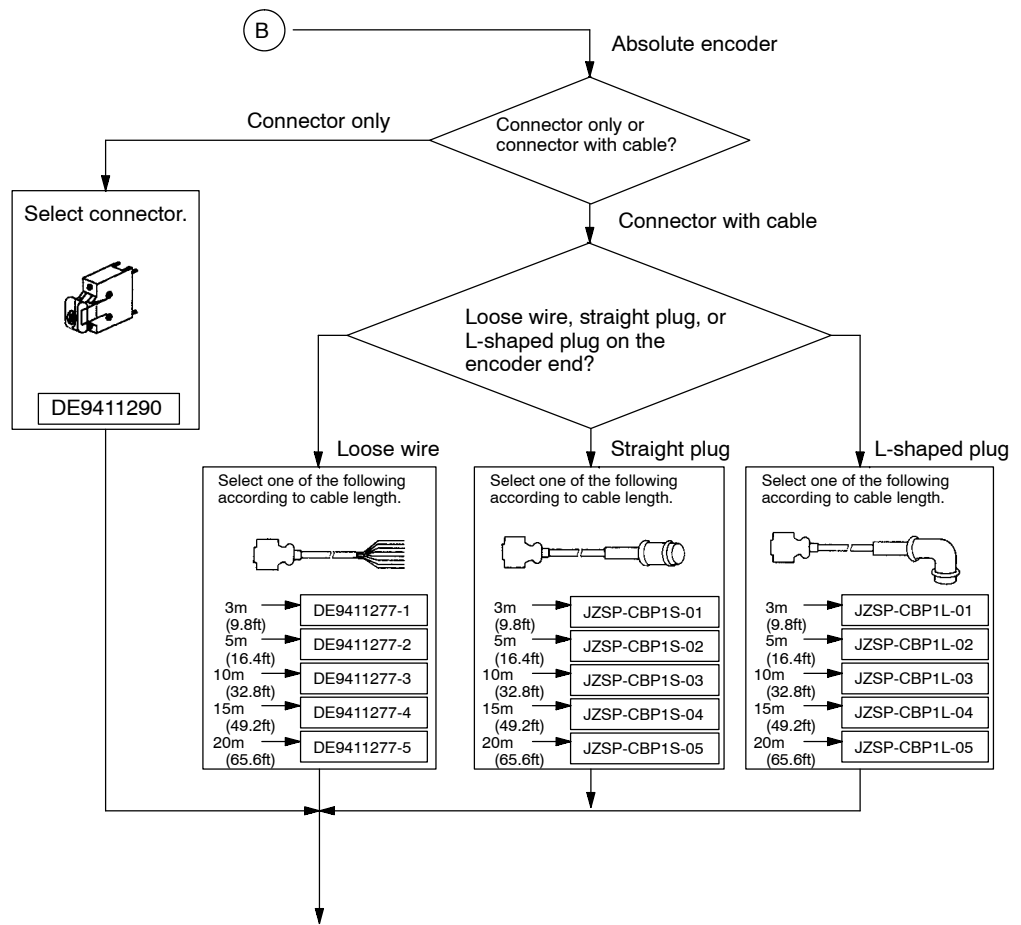 B
Absolute encoder
Connector only or
connector with cable?
Connector only
Select connector.
DE9411290
Connector with cable
Loose wire, straight plug, or
L-shaped plug on the
encoder end?
Loose wire
Select one of the following
according to cable length.
3m
(9.8ft)
DE9411277-1
5m
(16.4ft)
DE9411277-2
10m
(32.8ft)
DE9411277-3
15m
(49.2ft)
DE9411277-4
20m
(65.6ft)
DE9411277-5
Straight plug
Select one of the following
according to cable length.
3m
(9.8ft)
JZSP-CBP1S-01
5m
(16.4ft)
JZSP-CBP1S-02
10m
(32.8ft)
JZSP-CBP1S-03
15m
(49.2ft)
JZSP-CBP1S-04
20m
(65.6ft)
JZSP-CBP1S-05
L-shaped plug
Select one of the following
according to cable length.
3m
(9.8ft)
JZSP-CBP1L-01
5m
(16.4ft)
JZSP-CBP1L-02
10m
(32.8ft)
JZSP-CBP1L-03
15m
(49.2ft)
JZSP-CBP1L-04
20m
(65.6ft)
JZSP-CBP1L-05